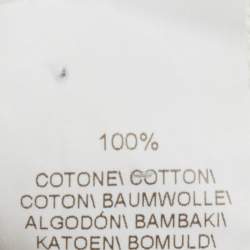 100%
COTONE\ COTTON\
COTON\ BAUMWOLLE\
ALGODÓN\ BAMBAKI\
KATOEN\ BOMULD\